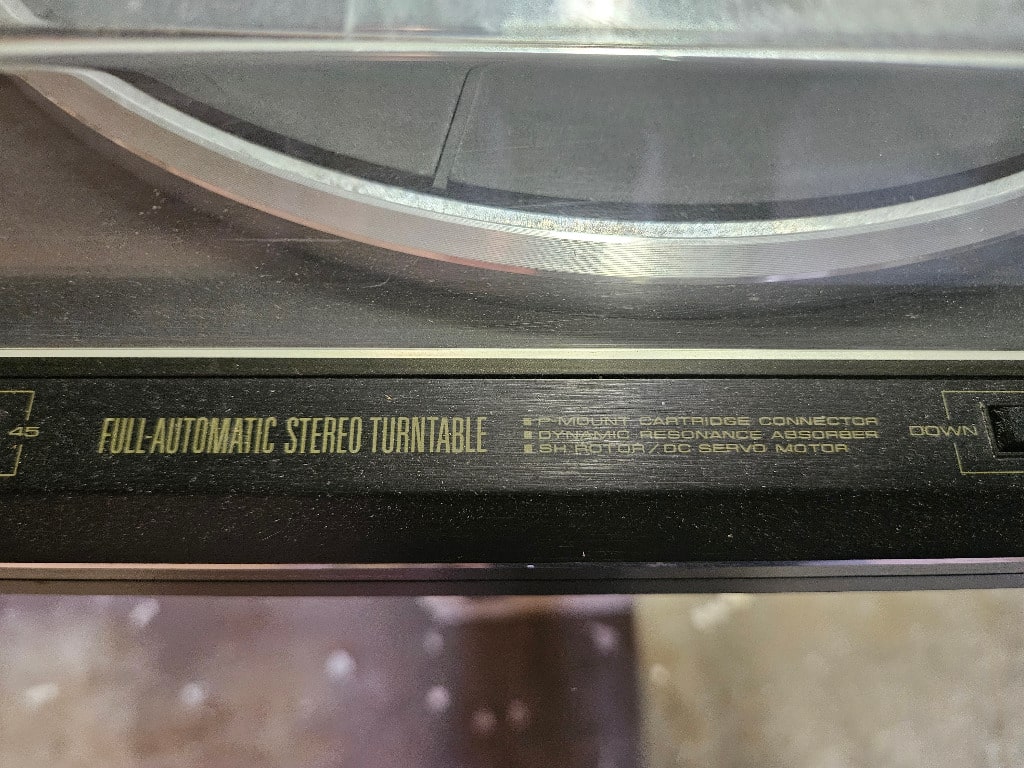 45
FULL-AUTOMATIC STEREO TURNTABLE
P-MOUNT CARTRIDGE CONNECTOR
DYNAMIC RESONANCE ABSORBER
SH ROTOR/DC SERVO MOTOR
DOWN